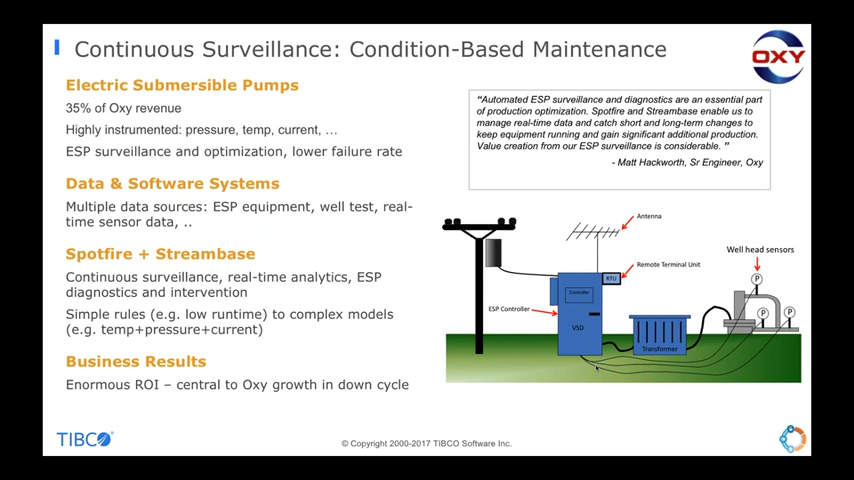 Continuous Surveillance: Condition-Based Maintenance
OXY
Electric Submersible Pumps
35% of Oxy revenue
Highly instrumented: pressure, temp, current, …
ESP surveillance and optimization, lower failure rate
Data & Software Systems
Multiple data sources: ESP equipment, well test, real-
time sensor data, ..
Spotfire + Streambase
Continuous surveillance, real-time analytics, ESP
diagnostics and intervention
Simple rules (e.g. low runtime) to complex models
(e.g. temp+pressure+current)
Business Results
Enormous ROI – central to Oxy growth in down cycle
“Automated ESP surveillance and diagnostics are an essential part
of production optimization. Spotfire and Streambase enable us to
manage real-time data and catch short and long-term changes to
keep equipment running and gain significant additional production.
Value creation from our ESP surveillance is considerable. ”
- Matt Hackworth, Sr Engineer, Oxy
Antenna
Well head sensors
Remote Terminal Unit
RTU
P
Controller
ESP Controller
P
P
VSD
Transformer
TIBCO®
© Copyright 2000-2017 TIBCO Software Inc.